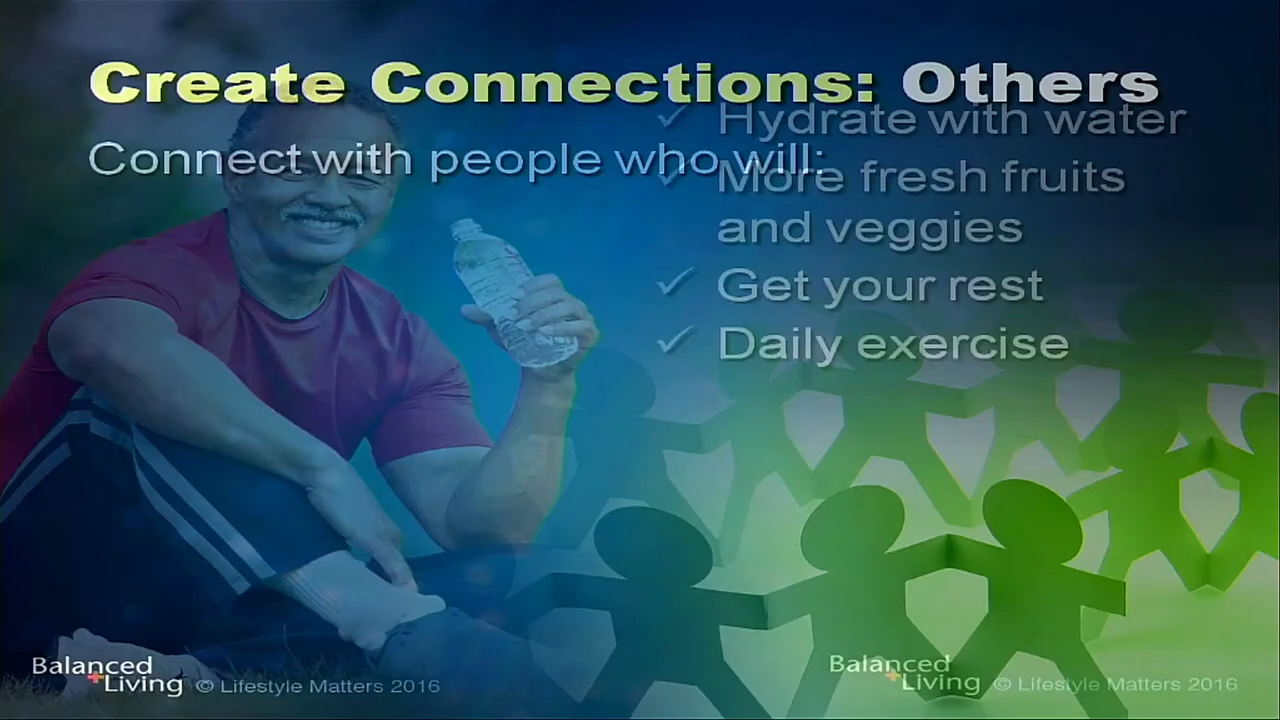 Create Connections: Others
Hydrate with water
Connect with people who will:
More fresh fruits
and veggies
Get your rest
Daily exercise
Balanced
Living © Lifestyle Matters 2016
Balanced
Living © Lifestyle Matters 2016